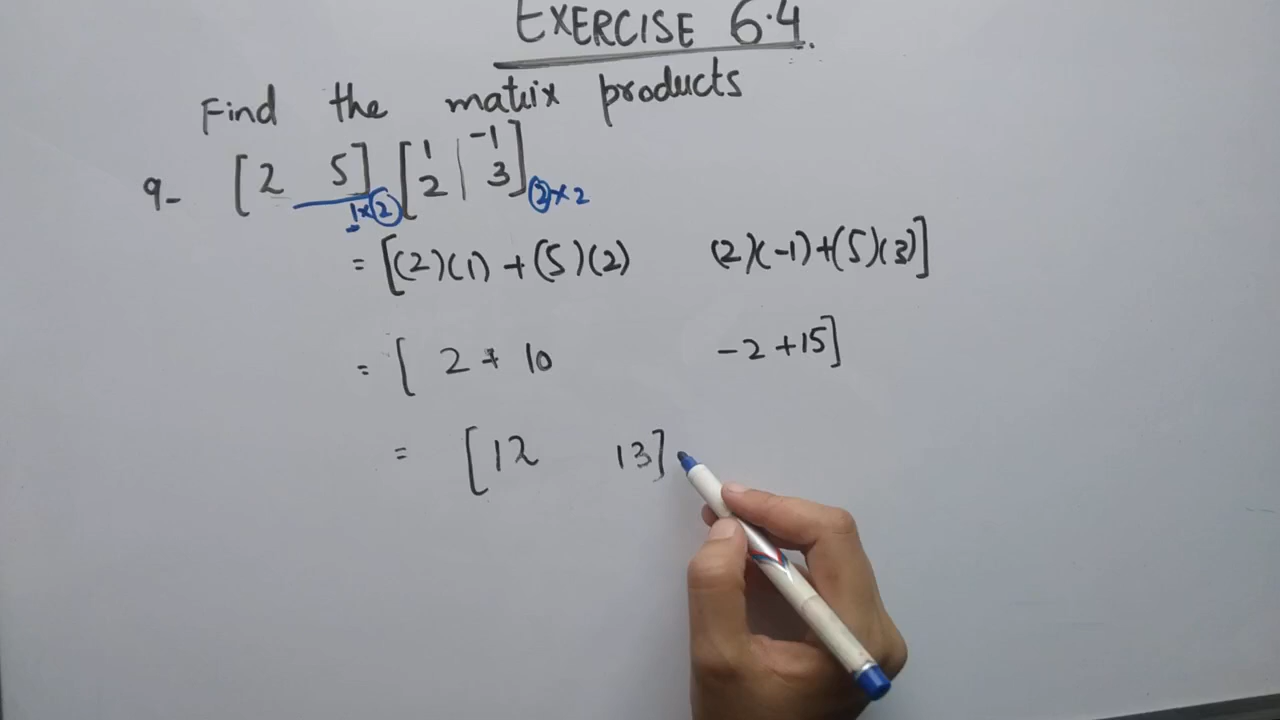 EXERCISE 6.4.
Find the matrix products
9- [2 5] 1×2 [1 -1
2 3] 2×2
= [(2)(1) + (5)(2) (2)(-1)+(5)(3)]
= [ 2 + 10 -2 +15]
= [12 13]